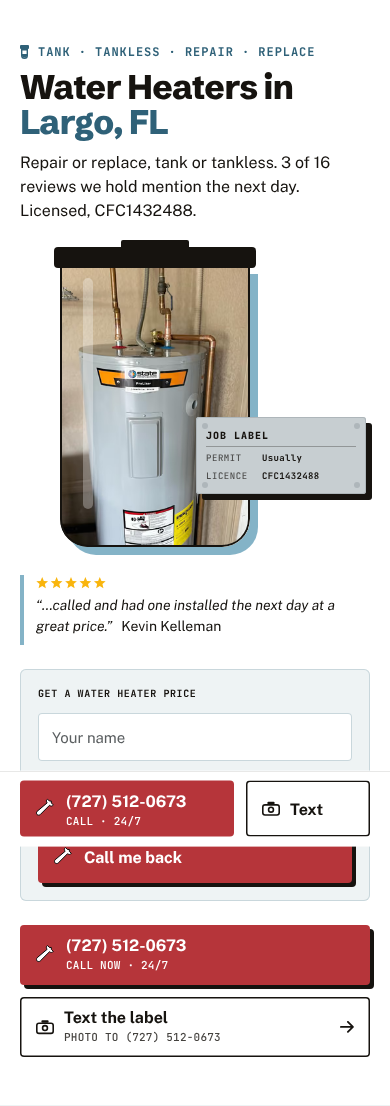 TANK · TANKLESS · REPAIR · REPLACE
Water Heaters in
Largo, FL
Repair or replace, tank or tankless. 3 of 16
reviews we hold mention the next day.
Licensed, CFC1432488.
state
ProLine
JOB LABEL
PERMIT Usually
LICENCE CFC1432488
“…called and had one installed the next day at a
great price.” Kevin Kelleman
GET A WATER HEATER PRICE
Your name
(727) 512-0673
CALL · 24/7
Text
Call me back
(727) 512-0673
CALL NOW · 24/7
Text the label
PHOTO TO (727) 512-0673